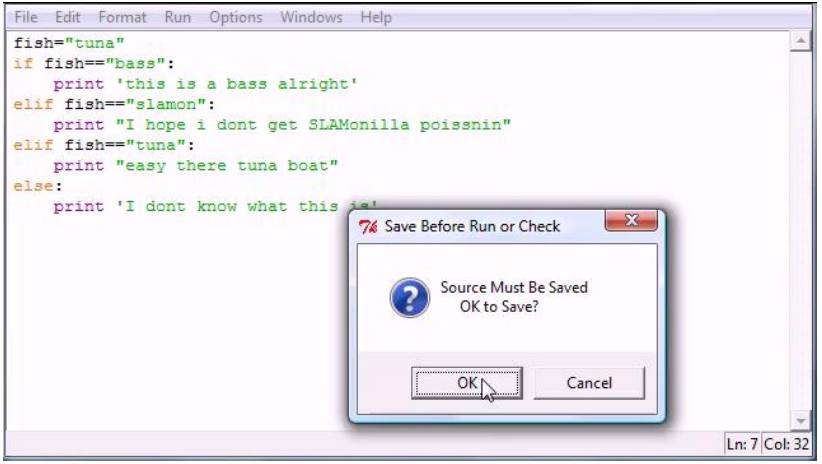 File Edit Format Run Options Windows Help
fish="tuna"
if fish=="bass":
    print 'this is a bass alright'
elif fish=="slamon":
    print "I hope i dont get SLAMonilla poissnin"
elif fish=="tuna":
    print "easy there tuna boat"
else:
    print 'I dont know what this is'
Save Before Run or Check
Source Must Be Saved
OK to Save?
OK Cancel
Ln: 7 Col: 32